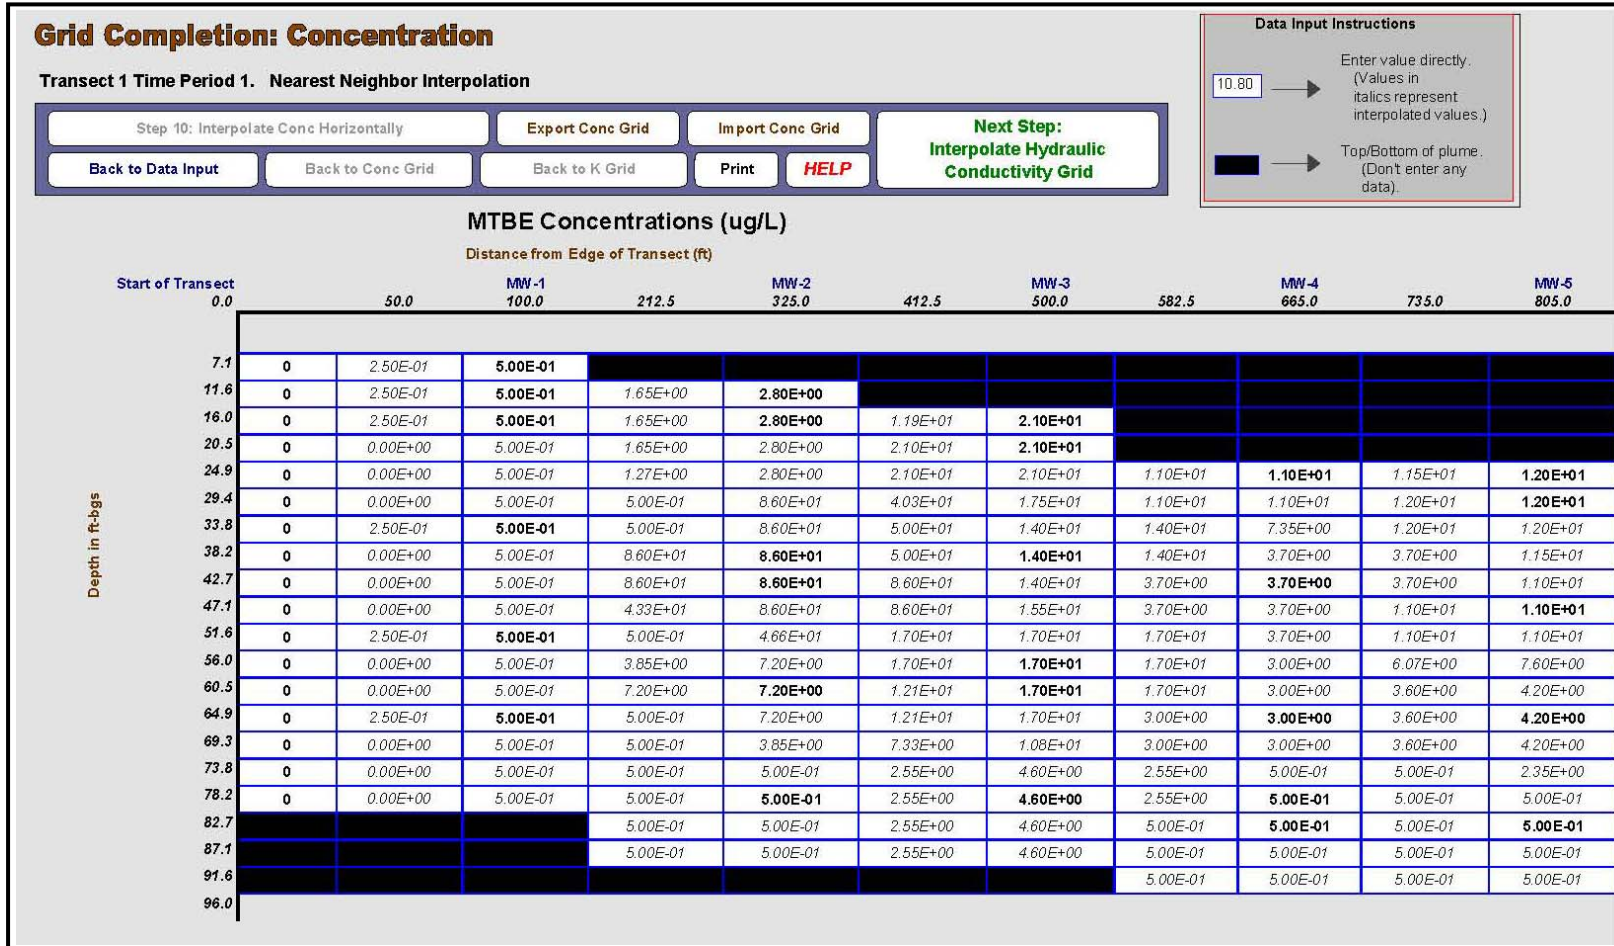 Grid Completion: Concentration
Transect 1 Time Period 1. Nearest Neighbor Interpolation
Step 10: Interpolate Conc Horizontally
Export Conc Grid
Import Conc Grid
Next Step:
Interpolate Hydraulic
Conductivity Grid
Back to Data Input
Back to Conc Grid
Back to K Grid
Print
HELP
Data Input Instructions
10.80
Enter value directly.
(Values in
italics represent
interpolated values.)
Top/Bottom of plume.
(Don't enter any
data).
MTBE Concentrations (ug/L)
Distance from Edge of Transect (ft)
Start of Transect MW-1 MW-2 MW-3 MW-4 MW-5
0.0 50.0 100.0 212.5 325.0 412.5 500.0 582.5 665.0 735.0 805.0
Depth in ft-bgs
7.1
0 2.50E-01 5.00E-01
11.6
0 2.50E-01 5.00E-01 1.65E+00 2.80E+00
16.0
0 2.50E-01 5.00E-01 1.65E+00 2.80E+00 1.19E+01 2.10E+01
20.5
0 0.00E+00 5.00E-01 1.65E+00 2.80E+00 2.10E+01 2.10E+01
24.9
0 0.00E+00 5.00E-01 1.27E+00 2.80E+00 2.10E+01 2.10E+01 1.10E+01 1.10E+01 1.15E+01 1.20E+01
29.4
0 0.00E+00 5.00E-01 5.00E-01 8.60E+01 4.03E+01 1.75E+01 1.10E+01 1.10E+01 1.20E+01 1.20E+01
33.8
0 2.50E-01 5.00E-01 5.00E-01 8.60E+01 5.00E+01 1.40E+01 1.40E+01 7.35E+00 1.20E+01 1.20E+01
38.2
0 0.00E+00 5.00E-01 8.60E+01 8.60E+01 5.00E+01 1.40E+01 1.40E+01 3.70E+00 3.70E+00 1.15E+01
42.7
0 0.00E+00 5.00E-01 8.60E+01 8.60E+01 8.60E+01 1.40E+01 3.70E+00 3.70E+00 3.70E+00 1.10E+01
47.1
0 0.00E+00 5.00E-01 4.33E+01 8.60E+01 8.60E+01 1.55E+01 3.70E+00 3.70E+00 1.10E+01 1.10E+01
51.6
0 2.50E-01 5.00E-01 5.00E-01 4.66E+01 1.70E+01 1.70E+01 1.70E+01 3.70E+00 1.10E+01 1.10E+01
56.0
0 0.00E+00 5.00E-01 3.85E+00 7.20E+00 1.70E+01 1.70E+01 1.70E+01 3.00E+00 6.07E+00 7.60E+00
60.5
0 0.00E+00 5.00E-01 7.20E+00 7.20E+00 1.21E+01 1.70E+01 1.70E+01 3.00E+00 3.60E+00 4.20E+00
64.9
0 2.50E-01 5.00E-01 5.00E-01 7.20E+00 1.21E+01 1.70E+01 3.00E+00 3.00E+00 3.60E+00 4.20E+00
69.3
0 0.00E+00 5.00E-01 5.00E-01 3.85E+00 7.33E+00 1.08E+01 3.00E+00 3.00E+00 3.60E+00 4.20E+00
73.8
0 0.00E+00 5.00E-01 5.00E-01 5.00E-01 2.55E+00 4.60E+00 2.55E+00 5.00E-01 5.00E-01 2.35E+00
78.2
0 0.00E+00 5.00E-01 5.00E-01 5.00E-01 2.55E+00 4.60E+00 2.55E+00 5.00E-01 5.00E-01 5.00E-01
82.7
5.00E-01 5.00E-01 2.55E+00 4.60E+00 5.00E-01 5.00E-01 5.00E-01 5.00E-01
87.1
5.00E-01 5.00E-01 2.55E+00 4.60E+00 5.00E-01 5.00E-01 5.00E-01 5.00E-01
91.6
5.00E-01 5.00E-01 5.00E-01 5.00E-01
96.0